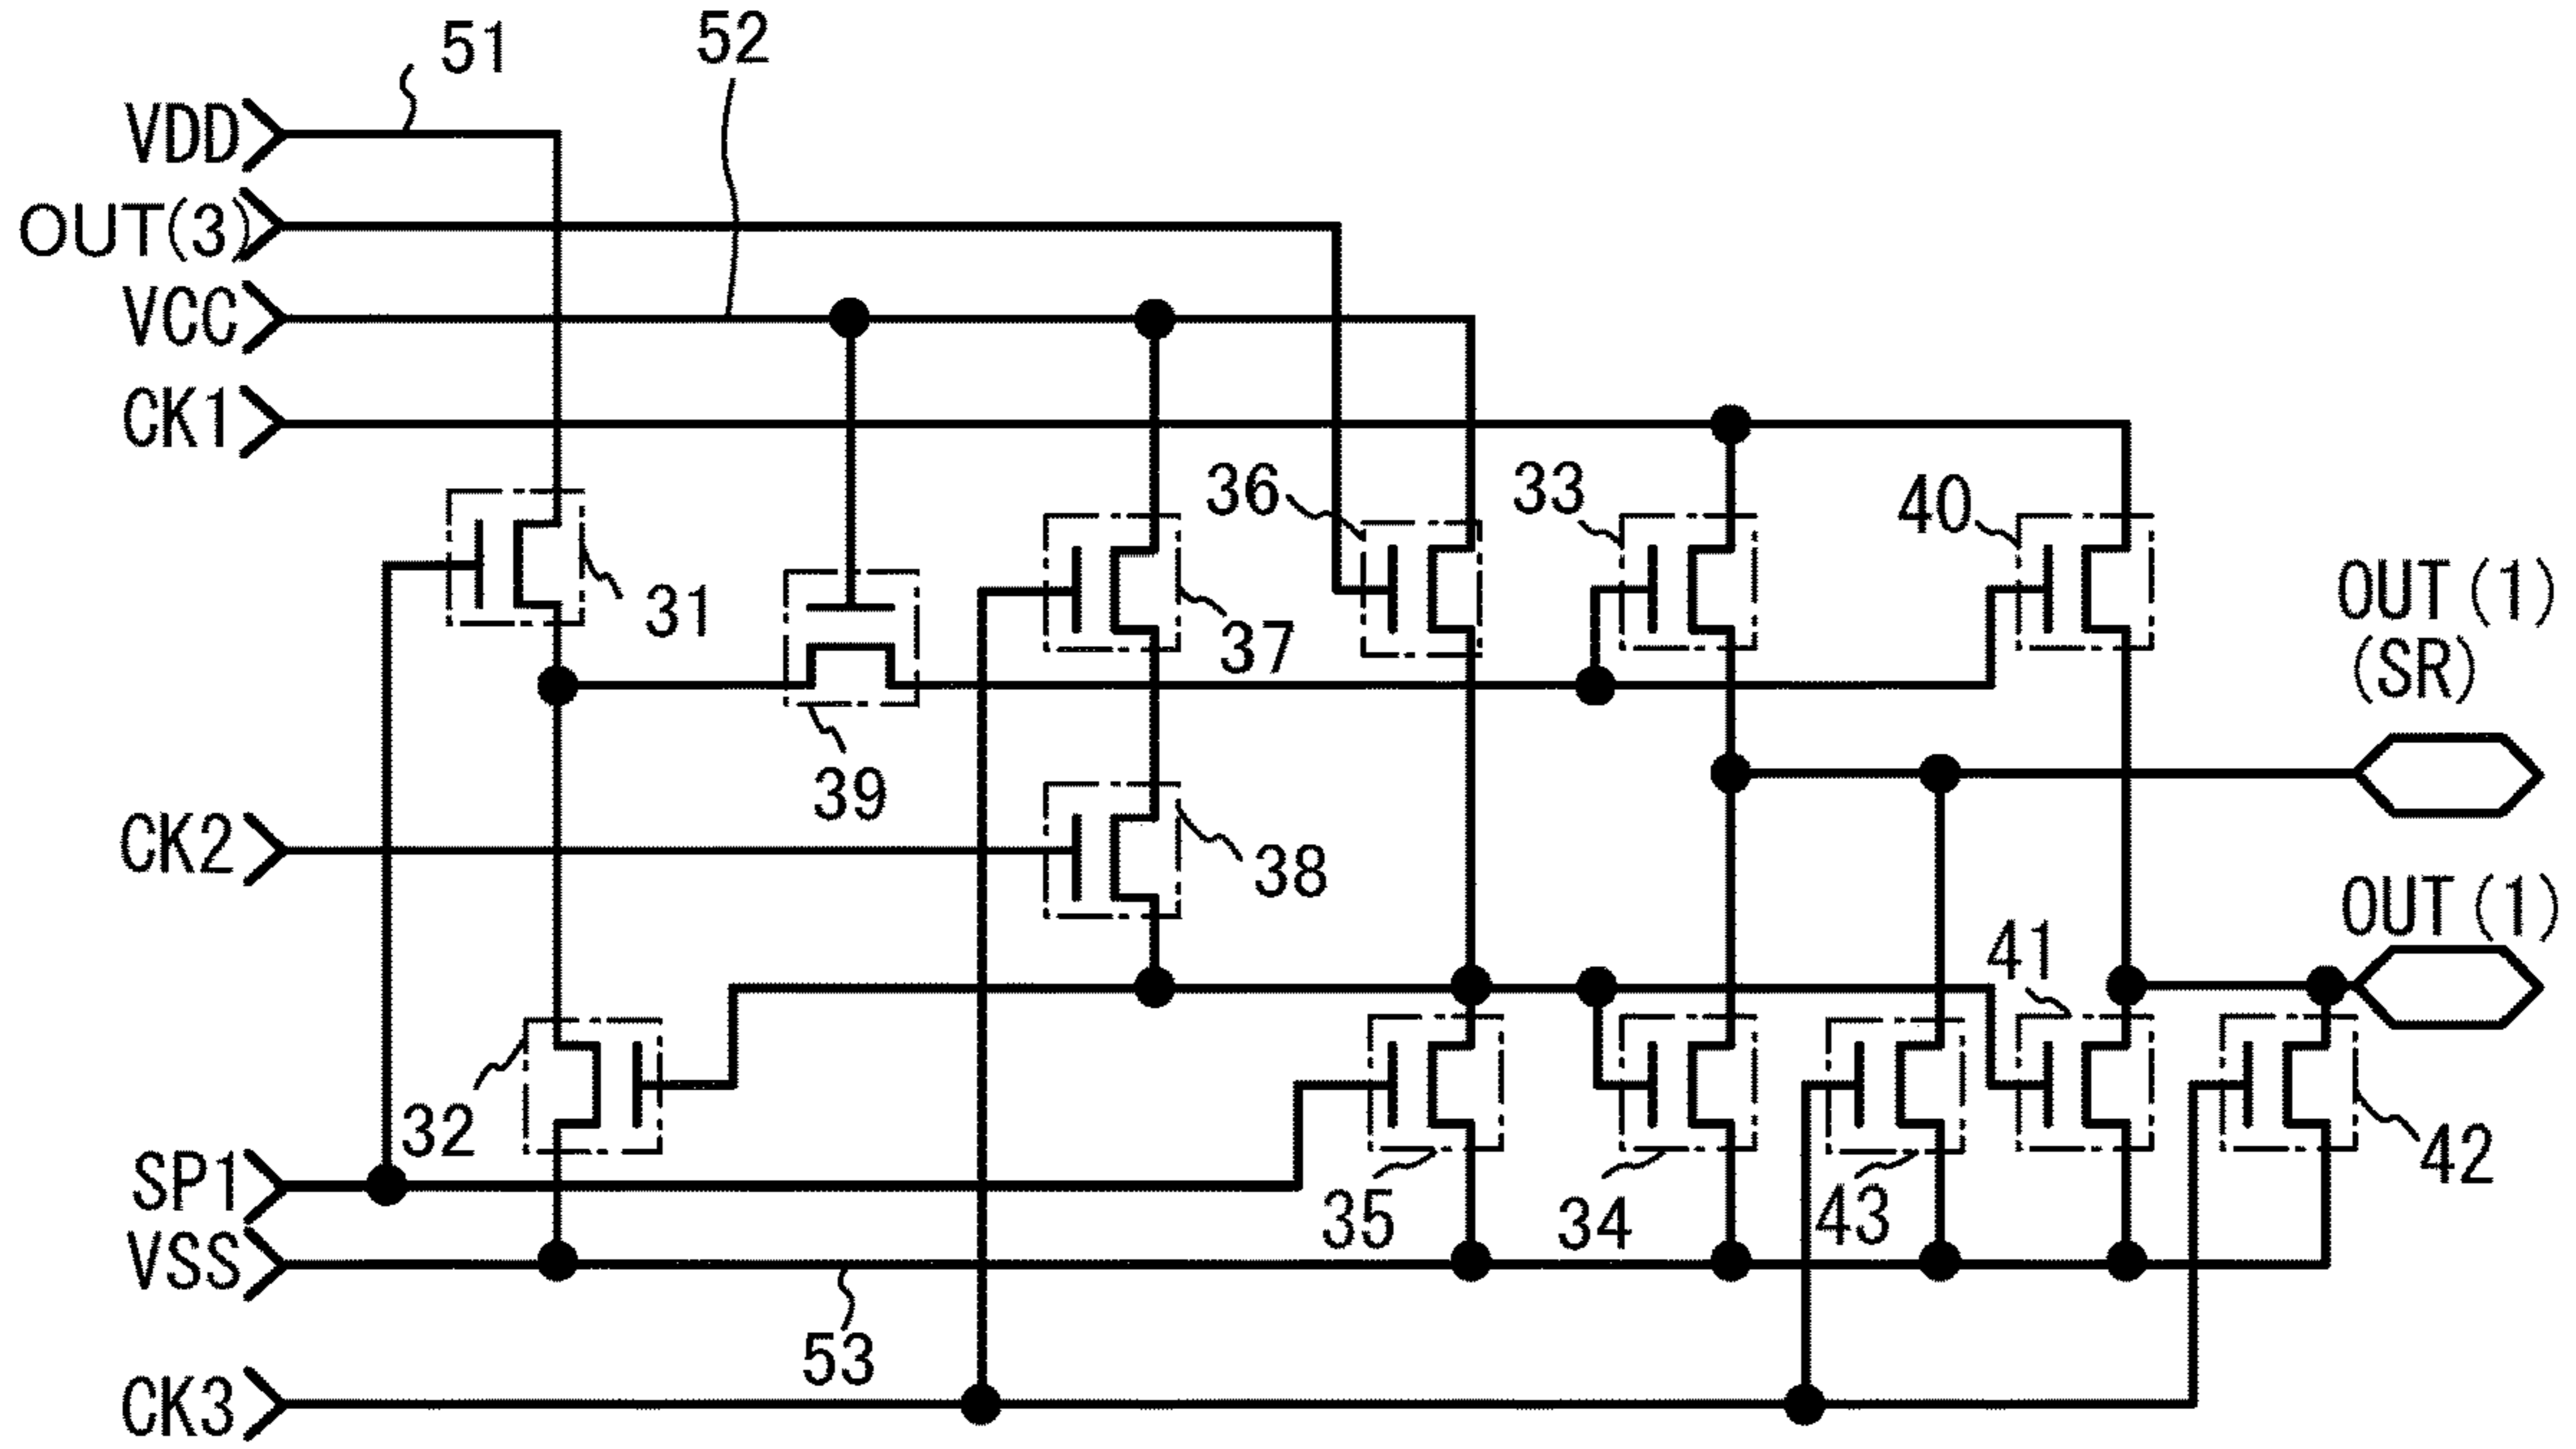 51
52
VDD
OUT(3)
VCC
CK1
36
33
40
31
37
OUT(1)
(SR)
39
CK2
38
OUT(1)
41
32
42
SP1
35
34
43
VSS
53
CK3